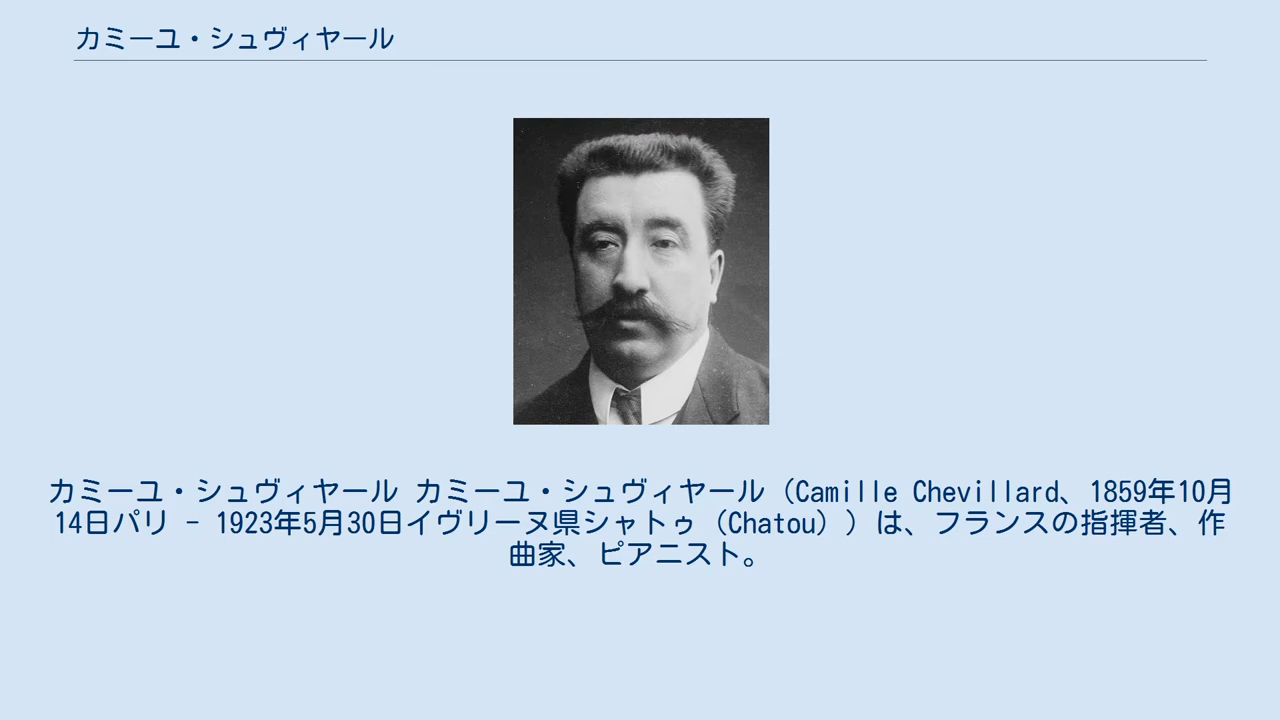 カミーユ・シュヴィヤール
カミーユ・シュヴィヤール カミーユ・シュヴィヤール（Camille Chevillard、1859年10月
14日パリ - 1923年5月30日イヴリーヌ県シャトゥ（Chatou））は、フランスの指揮者、作
曲家、ピアニスト。